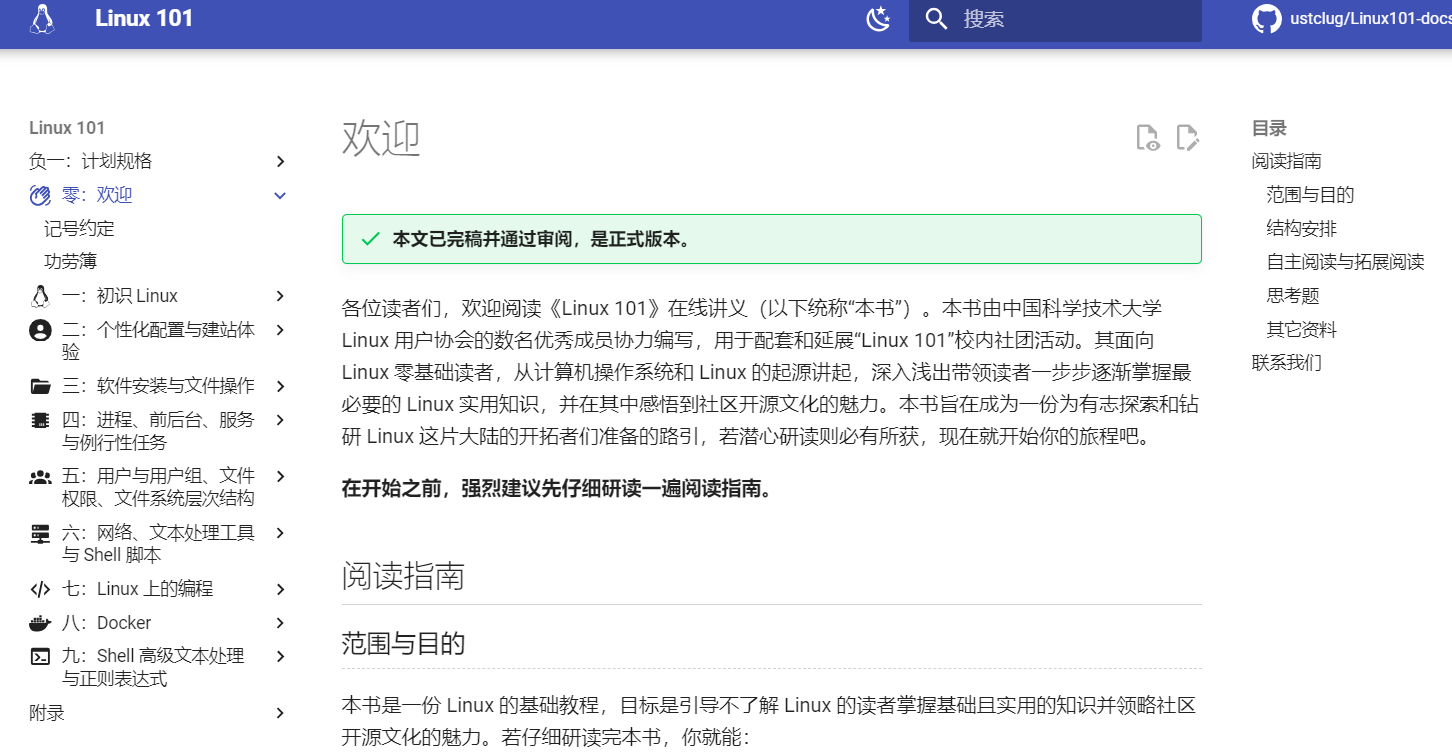 Linux 101
搜索
ustclug/Linux101-docs
Linux 101
负一：计划规格
零：欢迎
记号约定
功劳簿
一：初识 Linux
二：个性化配置与建站体
验
三：软件安装与文件操作
四：进程、前后台、服务
与例行性任务
五：用户与用户组、文件
权限、文件系统层次结构
六：网络、文本处理工具
与 Shell 脚本
七：Linux 上的编程
八：Docker
九：Shell 高级文本处理
与正则表达式
附录
欢迎
本文已完稿并通过审阅，是正式版本。
各位读者们，欢迎阅读《Linux 101》在线讲义（以下统称“本书”）。本书由中国科学技术大学
Linux 用户协会的数名优秀成员协力编写，用于配套和延展“Linux 101”校内社团活动。其面向
Linux 零基础读者，从计算机操作系统和 Linux 的起源讲起，深入浅出带领读者一步步逐渐掌握最
必要的 Linux 实用知识，并在其中感悟到社区开源文化的魅力。本书旨在成为一份为有志探索和钻
研 Linux 这片大陆的开拓者们准备的路引，若潜心研读则必有所获，现在就开始你的旅程吧。
在开始之前，强烈建议先仔细研读一遍阅读指南。
阅读指南
范围与目的
本书是一份 Linux 的基础教程，目标是引导不了解 Linux 的读者掌握基础且实用的知识并领略社区
开源文化的魅力。若仔细研读完本书，你就能：
目录
阅读指南
范围与目的
结构安排
自主阅读与拓展阅读
思考题
其它资料
联系我们